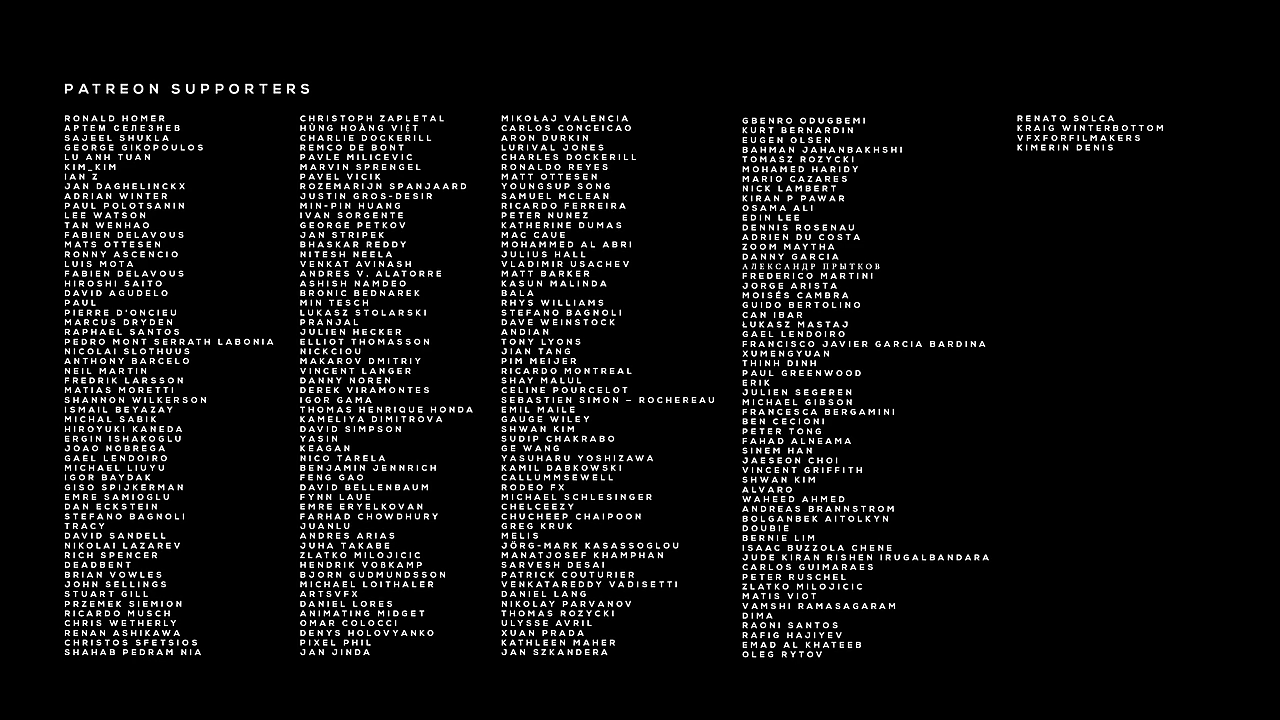 PATREON SUPPORTERS
RONALD HOMER
АРТЕМ СЕЛЕЗНЕВ
SAJEEL SHUKLA
GEORGE GIKOPOULOS
LU ANH TUAN
KIM_KIM
IAN Z
JAN DAGHELINCKX
ADRIAN WINTER
PAUL POLOTSANIN
LEE WATSON
TAN WENHAO
FABIEN DELAVOUS
MATS OTTESEN
RONNY ASCENCIO
LUIS MOTA
FABIEN DELAVOUS
HIROSHI SAITO
DAVID AGUDELO
PAUL
PIERRE D'ONCIEU
MARCUS DRYDEN
RAPHAEL SANTOS
PEDRO MONT SERRATH LABONIA
NICOLAI SLOTHUUS
ANTHONY BARCELO
NEIL MARTIN
FREDRIK LARSSON
MATIAS MORETTI
SHANNON WILKERSON
ISMAIL BEYAZAY
MICHAL SABIK
HIROYUKI KANEDA
ERGIN ISHAKOGLU
JOAO NOBREGA
GAEL LENDOIRO
MICHAEL LIUYU
IGOR BAYDAK
GISO SPIJKERMAN
EMRE SAMIOGLU
DAN ECKSTEIN
STEFANO BAGNOLI
TRACY
DAVID SANDELL
NIKOLAI LAZAREV
RICH SPENCER
DEADBENT
BRIAN VOWLES
JOHN SELLINGS
STUART GILL
PRZEMEK SIEMION
RICARDO MUSCH
CHRIS WETHERLY
RENAN ASHIKAWA
CHRISTOS SFETSIOS
SHAHAB PEDRAM NIA
CHRISTOPH ZAPLETAL
HÙNG HOÀNG VIỆT
CHARLIE DOCKERILL
REMCO DE BONT
PAVLE MILICEVIC
MARVIN SPRENGEL
PAVEL VICIK
ROZEMARIJN SPANJAARD
JUSTIN GROS-DESIR
MIN-PIN HUANG
IVAN SORGENTE
GEORGE PETKOV
JAN STRIPEK
BHASKAR REDDY
NITESH NEELA
VENKAT AVINASH
ANDRES V. ALATORRE
ASHISH NAMDEO
BRONIC BEDNAREK
MIN TESCH
LUKASZ STOLARSKI
PRANJAL
JULIEN HECKER
ELLIOT THOMASSON
NICKCIOU
MAKAROV DMITRIY
VINCENT LANGER
DANNY NOREN
DEREK VIRAMONTES
IGOR GAMA
THOMAS HENRIQUE HONDA
KAMELIYA DIMITROVA
DAVID SIMPSON
YASIN
KEAGAN
NICO TARELA
BENJAMIN JENNRICH
FENG GAO
DAVID BELLENBAUM
FYNN LAUE
EMRE ERYELKOVAN
FARHAD CHOWDHURY
JUANLU
ANDRES ARIAS
JUHA TAKABE
ZLATKO MILOJICIC
HENDRIK VOBKAMP
BJORN GUDMUNDSSON
MICHAEL LOITHALER
ARTSVFX
DANIEL LORES
ANIMATING MIDGET
OMAR COLOCCI
DENYS HOLOVYANKO
PIXEL PHIL
JAN JINDA
MIKOŁAJ VALENCIA
CARLOS CONCEICAO
ARON DURKIN
LURIVAL JONES
CHARLES DOCKERILL
RONALDO REYES
MATT OTTESEN
YOUNGSUP SONG
SAMUEL MCLEAN
RICARDO FERREIRA
PETER NUNEZ
KATHERINE DUMAS
MAC CAUE
MOHAMMED AL ABRI
JULIUS HALL
VLADIMIR USACHEV
MATT BARKER
KASUN MALINDA
BALA
RHYS WILLIAMS
STEFANO BAGNOLI
DAVE WEINSTOCK
ANDIAN
TONY LYONS
JIAN TANG
PIM MEIJER
RICARDO MONTREAL
SHAY MALUL
CELINE POURCELOT
SEBASTIEN SIMON – ROCHEREAU
EMIL MAILE
GAUGE WILEY
SHWAN KIM
SUDIP CHAKRABO
GE WANG
YASUHARU YOSHIZAWA
KAMIL DABKOWSKI
CALLUMMSEWELL
RODEO FX
MICHAEL SCHLESINGER
CHELCEEZY
CHUCHEEP CHAIPOON
GREG KRUK
MELIS
JÖRG-MARK KASASSOGLOU
MANATJOSEF KHAMPHAN
SARVESH DESAI
PATRICK COUTURIER
VENKATAREDDY VADISETTI
DANIEL LANG
NIKOLAY PARVANOV
THOMAS ROZYCKI
ULYSSE AVRIL
XUAN PRADA
KATHLEEN MAHER
JAN SZKANDERA
GBENRO ODUGBEMI
KURT BERNARDIN
EUGEN OLSEN
BAHMAN JAHANBAKHSHI
TOMASZ ROZYCKI
MOHAMED HARIDY
MARIO CAZARES
NICK LAMBERT
KIRAN P PAWAR
OSAMA ALI
EDIN LEE
DENNIS ROSENAU
ADRIEN DU COSTA
ZOOM MAYTHA
DANNY GARCIA
АЛЕКСАНДР ПРЫТКОВ
FREDERICO MARTINI
JORGE ARISTA
MOISÉS CAMBRA
GUIDO BERTOLINO
CAN IBAR
ŁUKASZ MASTAJ
GAEL LENDOIRO
FRANCISCO JAVIER GARCIA BARDINA
XUMENGYUAN
THINH DINH
PAUL GREENWOOD
ERIK
JULIEN SEGEREN
MICHAEL GIBSON
FRANCESCA BERGAMINI
BEN CECIONI
PETER TONG
FAHAD ALNEAMA
SINEM HAN
JAESEON CHOI
VINCENT GRIFFITH
SHWAN KIM
ALVARO
WAHEED AHMED
ANDREAS BRANNSTROM
BOLGANBEK AITOLKYN
DOUBIE
BERNIE LIM
ISAAC BUZZOLA CHENE
JUDE KIRAN RISHEN IRUGALBANDARA
CARLOS GUIMARAES
PETER RUSCHEL
ZLATKO MILOJICIC
MATIS VIOT
VAMSHI RAMASAGARAM
DIMA
RAONI SANTOS
RAFIG HAJIYEV
EMAD AL KHATEEB
OLEG RYTOV
RENATO SOLCA
KRAIG WINTERBOTTOM
VFXFORFILMAKERS
KIMERIN DENIS